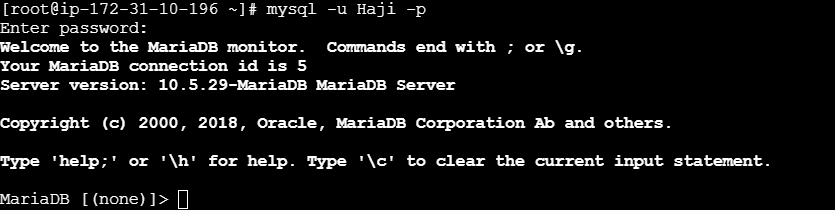 [root@ip-172-31-10-196 ~]# mysql -u Haji -p
Enter password:
Welcome to the MariaDB monitor.  Commands end with ; or \g.
Your MariaDB connection id is 5
Server version: 10.5.29-MariaDB MariaDB Server
Copyright (c) 2000, 2018, Oracle, MariaDB Corporation Ab and others.
Type 'help;' or '\h' for help. Type '\c' to clear the current input statement.
MariaDB [(none)]>